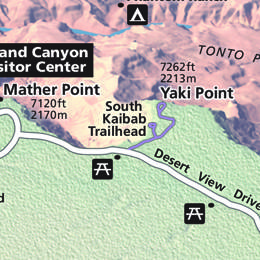 TONTO
and Canyon
sitor Center
7262ft
2213m
Mather Point
Yaki Point
7120ft
2170m
South
Kaibab
Trailhead
Desert View Drive